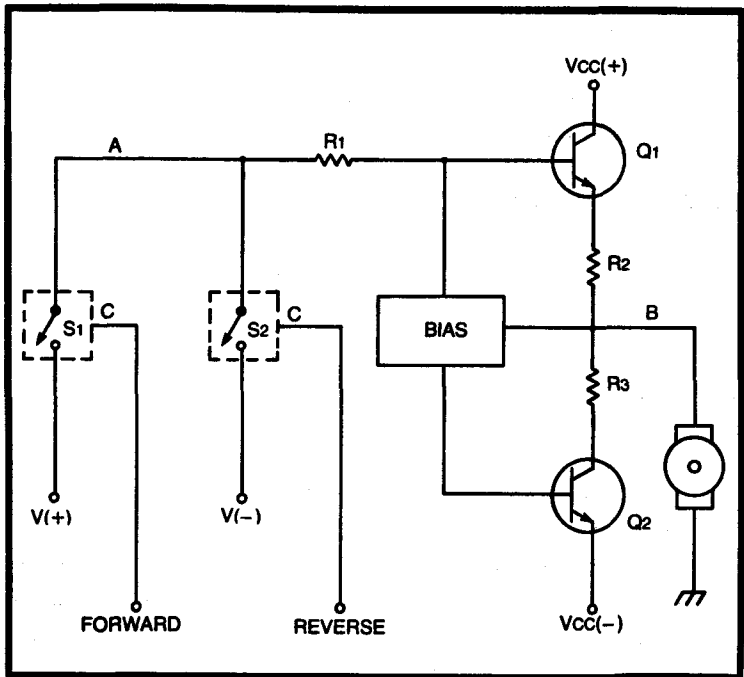 VCC(+)
A
R1
Q1
R2
C
S1
C
S2
BIAS
B
R3
V(+)
V(−)
Q2
FORWARD
REVERSE
VCC(−)